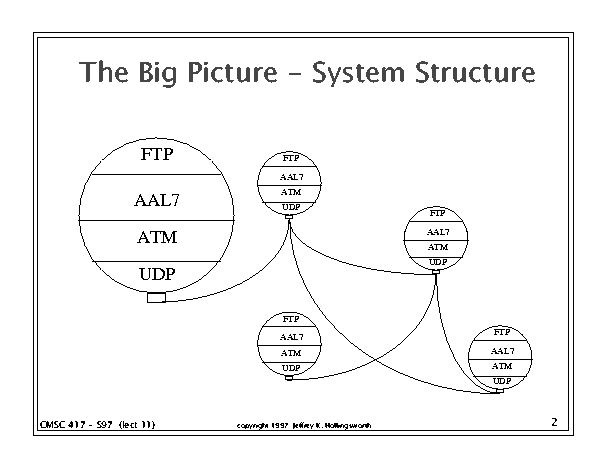 The Big Picture - System Structure
FTP
AAL7
ATM
UDP
FTP
AAL7
ATM
UDP
FTP
AAL7
ATM
UDP
FTP
AAL7
ATM
UDP
FTP
AAL7
ATM
UDP
CMSC 417 - S97 (lect 11)
copyright 1997 Jeffrey K. Hollingsworth
2